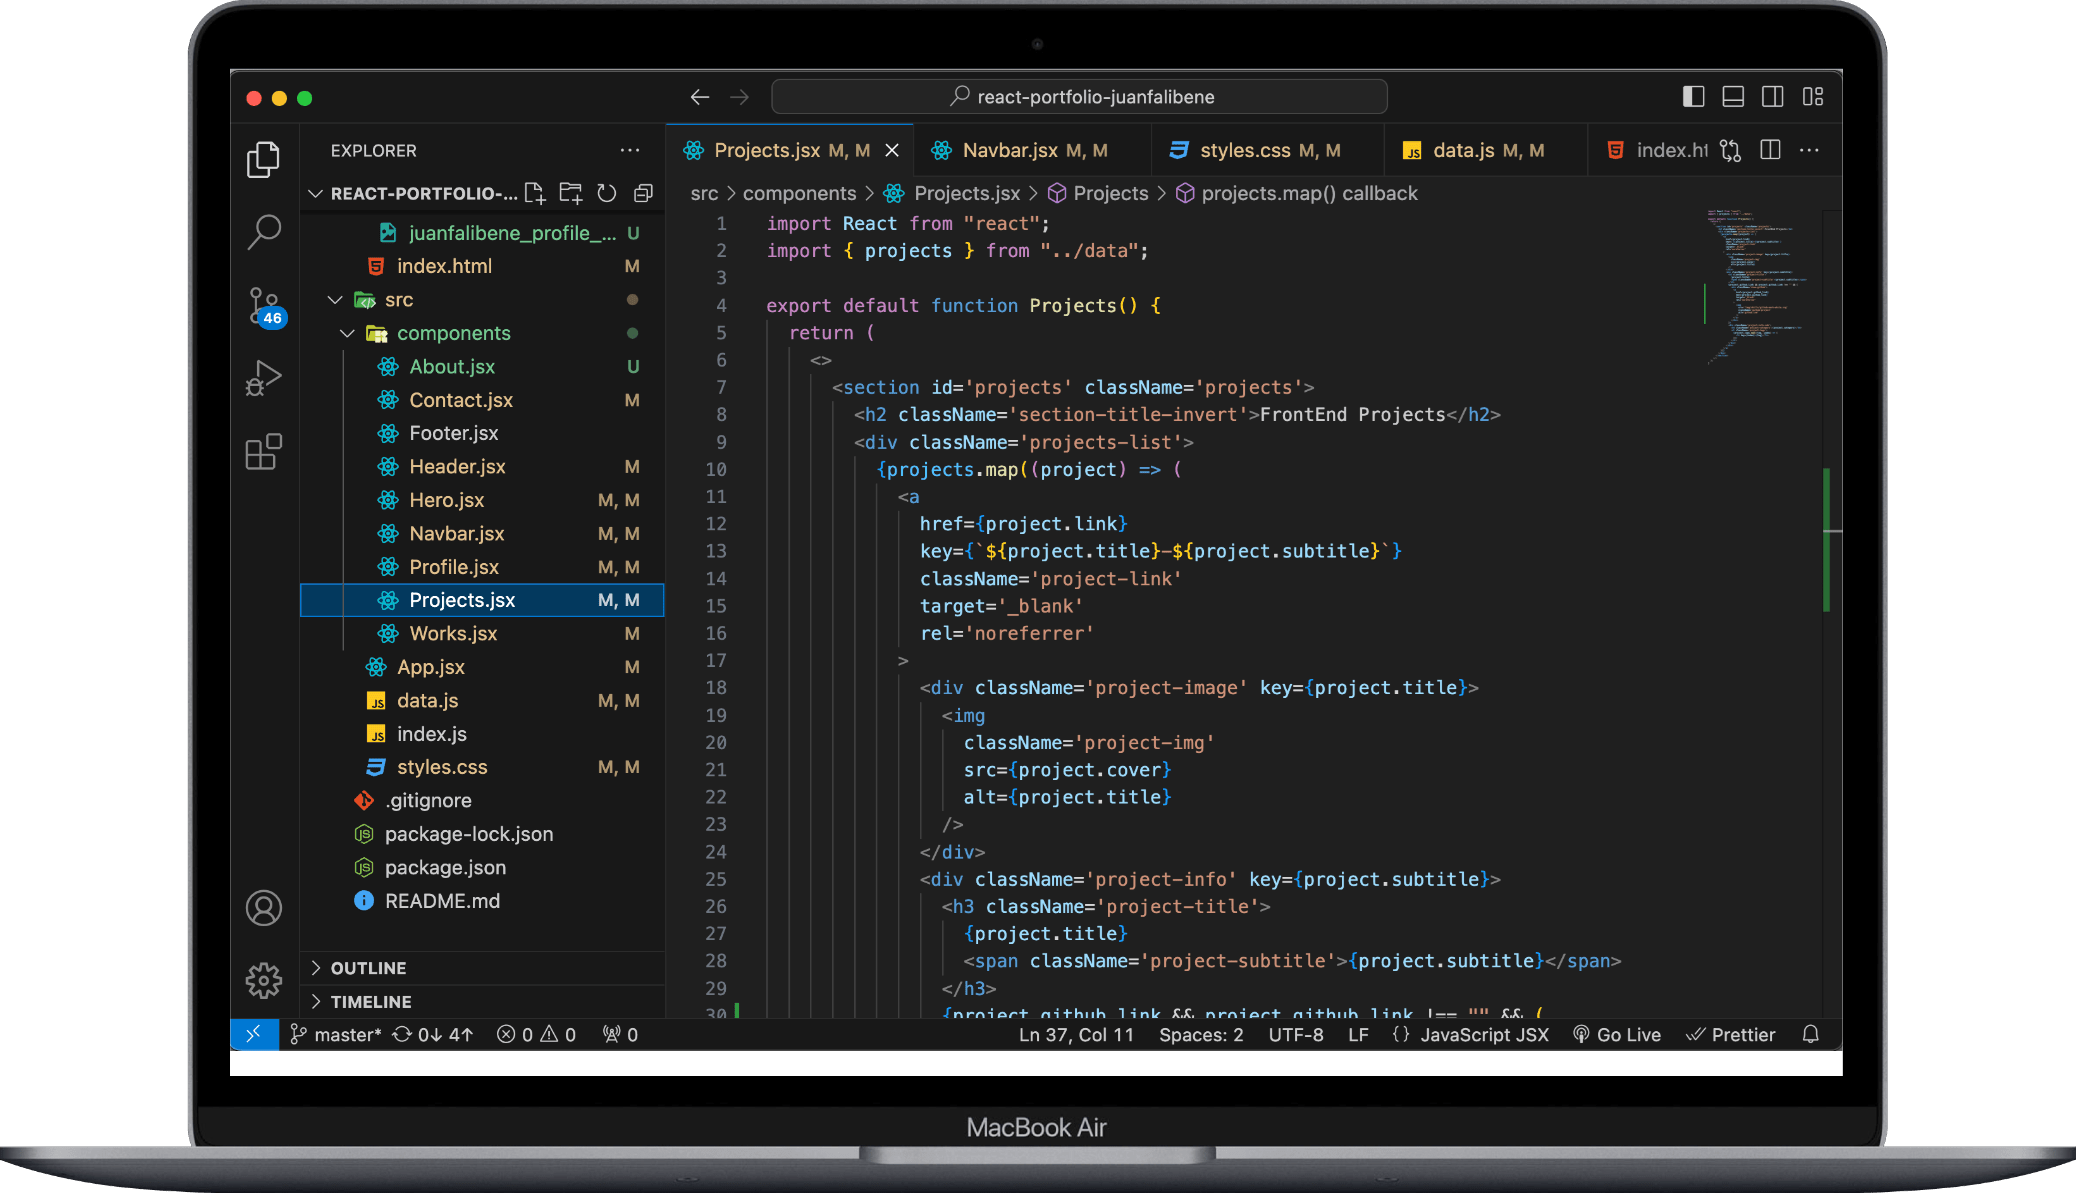 react-portfolio-juanfalibene
EXPLORER
REACT-PORTFOLIO-...
juanfalibene_profile_... U
index.html M
src
components
About.jsx U
Contact.jsx M
Footer.jsx
Header.jsx M
Hero.jsx M, M
Navbar.jsx M, M
Profile.jsx M, M
Projects.jsx M, M
Works.jsx M
App.jsx M
data.js M, M
index.js
styles.css M, M
.gitignore
package-lock.json
package.json
README.md
OUTLINE
TIMELINE
46
Projects.jsx M, M Navbar.jsx M, M styles.css M, M data.js M, M index.ht
src > components > Projects.jsx > Projects > projects.map() callback
1 import React from "react";
2 import { projects } from "../data";
3
4 export default function Projects() {
5 return (
6 <>
7 <section id='projects' className='projects'>
8 <h2 className='section-title-invert'>FrontEnd Projects</h2>
9 <div className='projects-list'>
10 {projects.map((project) => (
11 <a
12 href={project.link}
13 key={`${project.title}-${project.subtitle}`}
14 className='project-link'
15 target='_blank'
16 rel='noreferrer'
17 >
18 <div className='project-image' key={project.title}>
19 <img
20 className='project-img'
21 src={project.cover}
22 alt={project.title}
23 />
24 </div>
25 <div className='project-info' key={project.subtitle}>
26 <h3 className='project-title'>
27 {project.title}
28 <span className='project-subtitle'>{project.subtitle}</span>
29 </h3>
30 {project.github_link && project.github_link !== "" && (
master* 0↓ 4↑ 0 0 0 Ln 37, Col 11 Spaces: 2 UTF-8 LF {} JavaScript JSX Go Live Prettier
MacBook Air